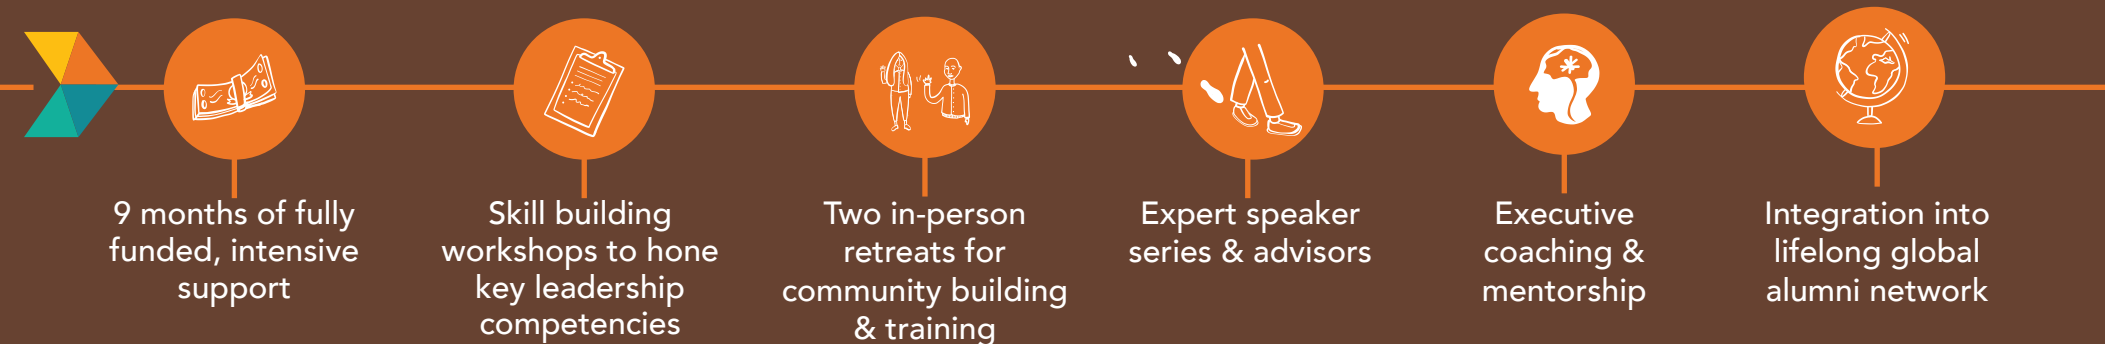 9 months of fully
funded, intensive
support
Skill building
workshops to hone
key leadership
competencies
Two in-person
retreats for
community building
& training
Expert speaker
series & advisors
Executive
coaching &
mentorship
Integration into
lifelong global
alumni network